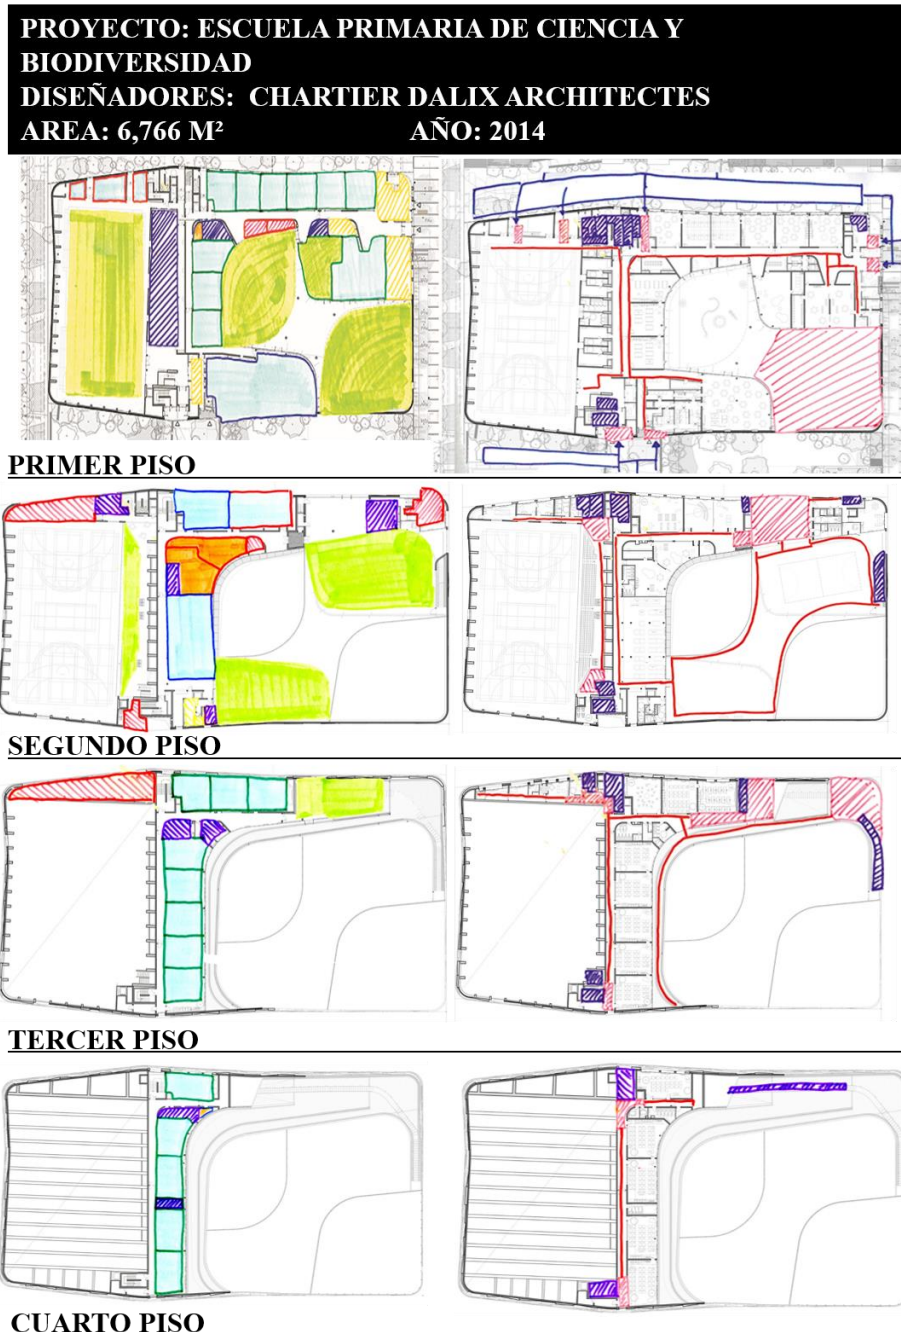 PROYECTO: ESCUELA PRIMARIA DE CIENCIA Y
BIODIVERSIDAD
DISEÑADORES: CHARTIER DALIX ARCHITECTES
AREA: 6,766 M² AÑO: 2014
PRIMER PISO
SEGUNDO PISO
TERCER PISO
CUARTO PISO